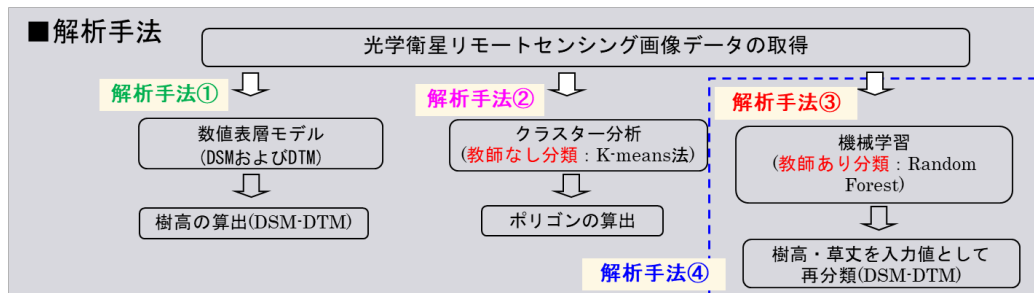 ■解析手法
光学衛星リモートセンシング画像データの取得
解析手法①
数値表層モデル
(DSMおよびDTM)
樹高の算出(DSM-DTM)
解析手法②
クラスター分析
(教師なし分類：K-means法)
ポリゴンの算出
解析手法③
機械学習
(教師あり分類：Random
Forest)
樹高・草丈を入力値として
再分類(DSM-DTM)
解析手法④